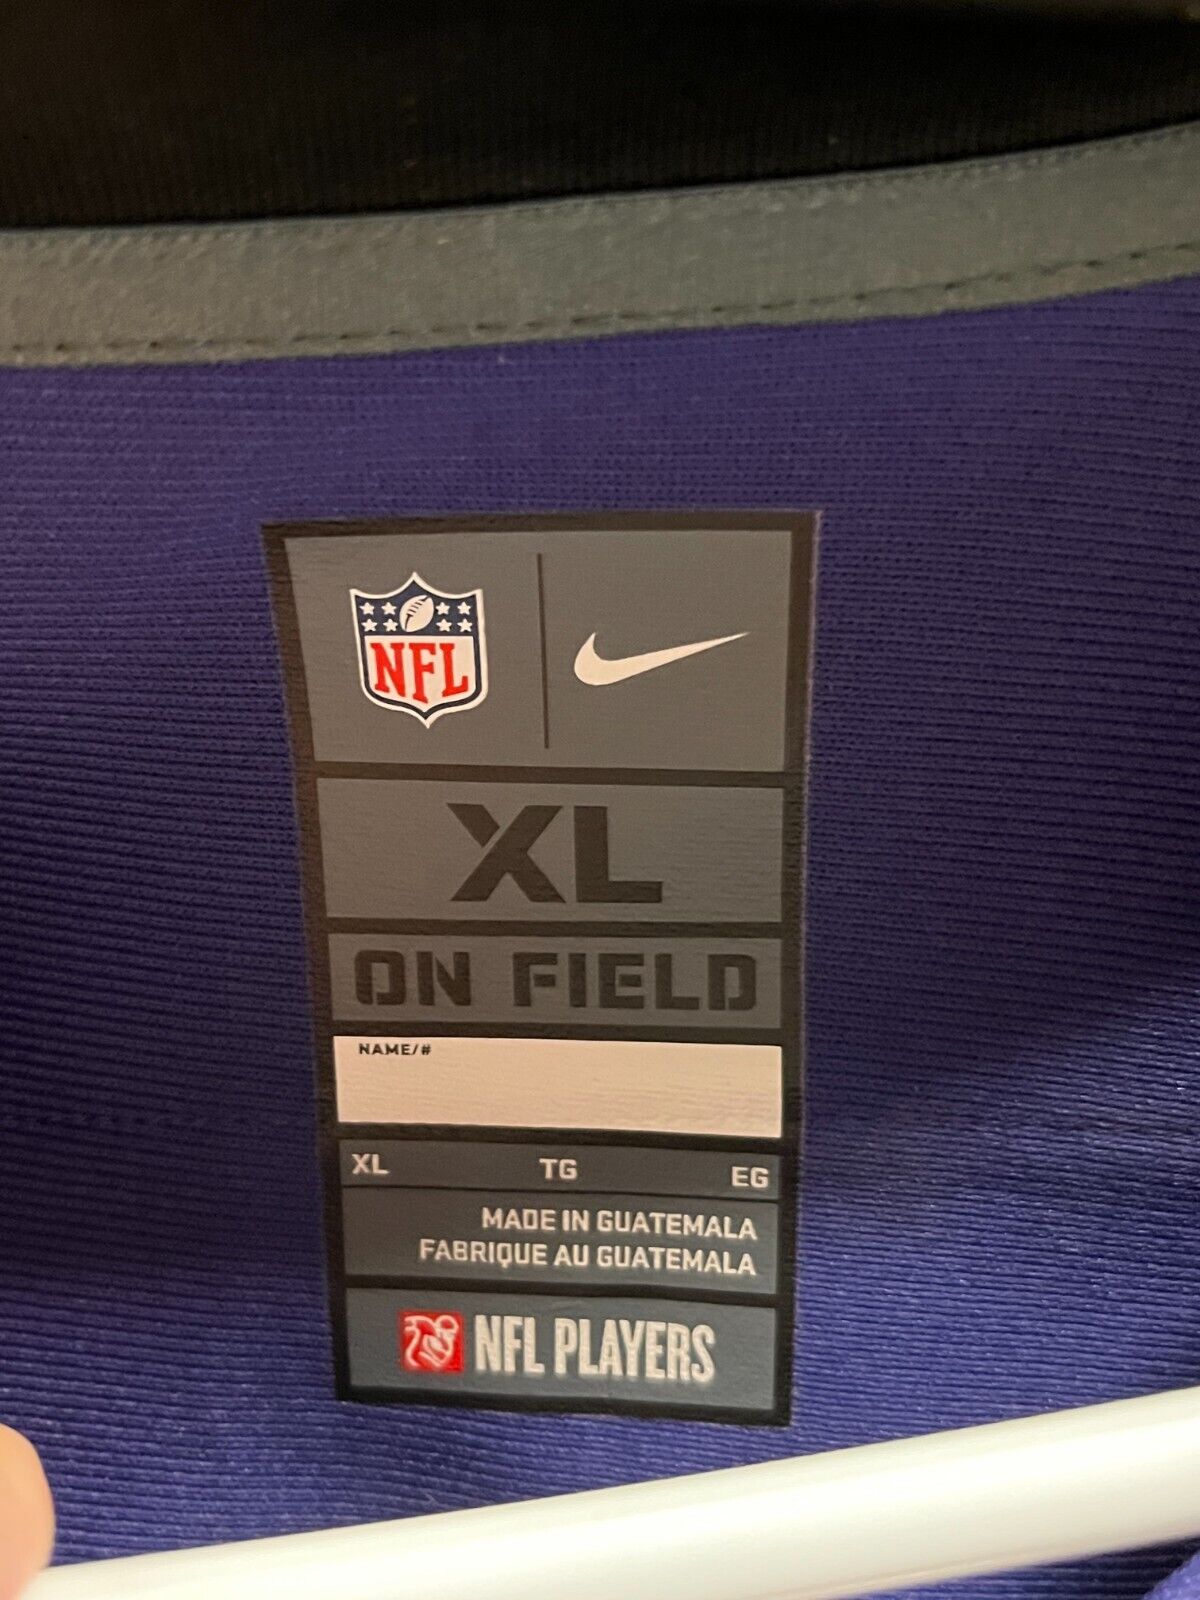 NFL
XL
ON FIELD
NAME/#
XL TG EG
MADE IN GUATEMALA
FABRIQUE AU GUATEMALA
NFL PLAYERS